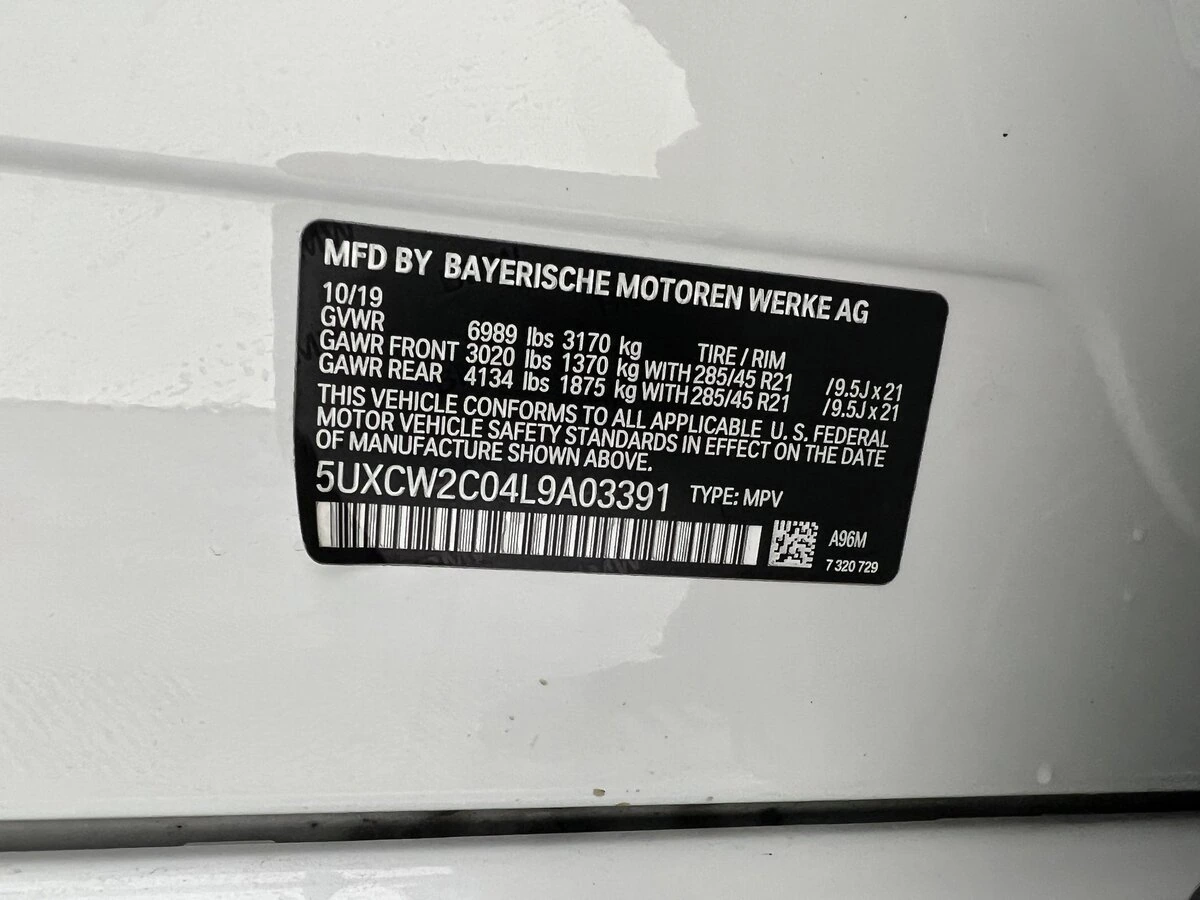 MFD BY BAYERISCHE MOTOREN WERKE AG
10/19
GVWR 6989 lbs 3170 kg TIRE / RIM
GAWR FRONT 3020 lbs 1370 kg WITH 285/45 R21 /9.5J x 21
GAWR REAR 4134 lbs 1875 kg WITH 285/45 R21 /9.5J x 21
THIS VEHICLE CONFORMS TO ALL APPLICABLE U. S. FEDERAL
MOTOR VEHICLE SAFETY STANDARDS IN EFFECT ON THE DATE
OF MANUFACTURE SHOWN ABOVE.
5UXCW2C04L9A03391 TYPE: MPV
A96M
7 320 729